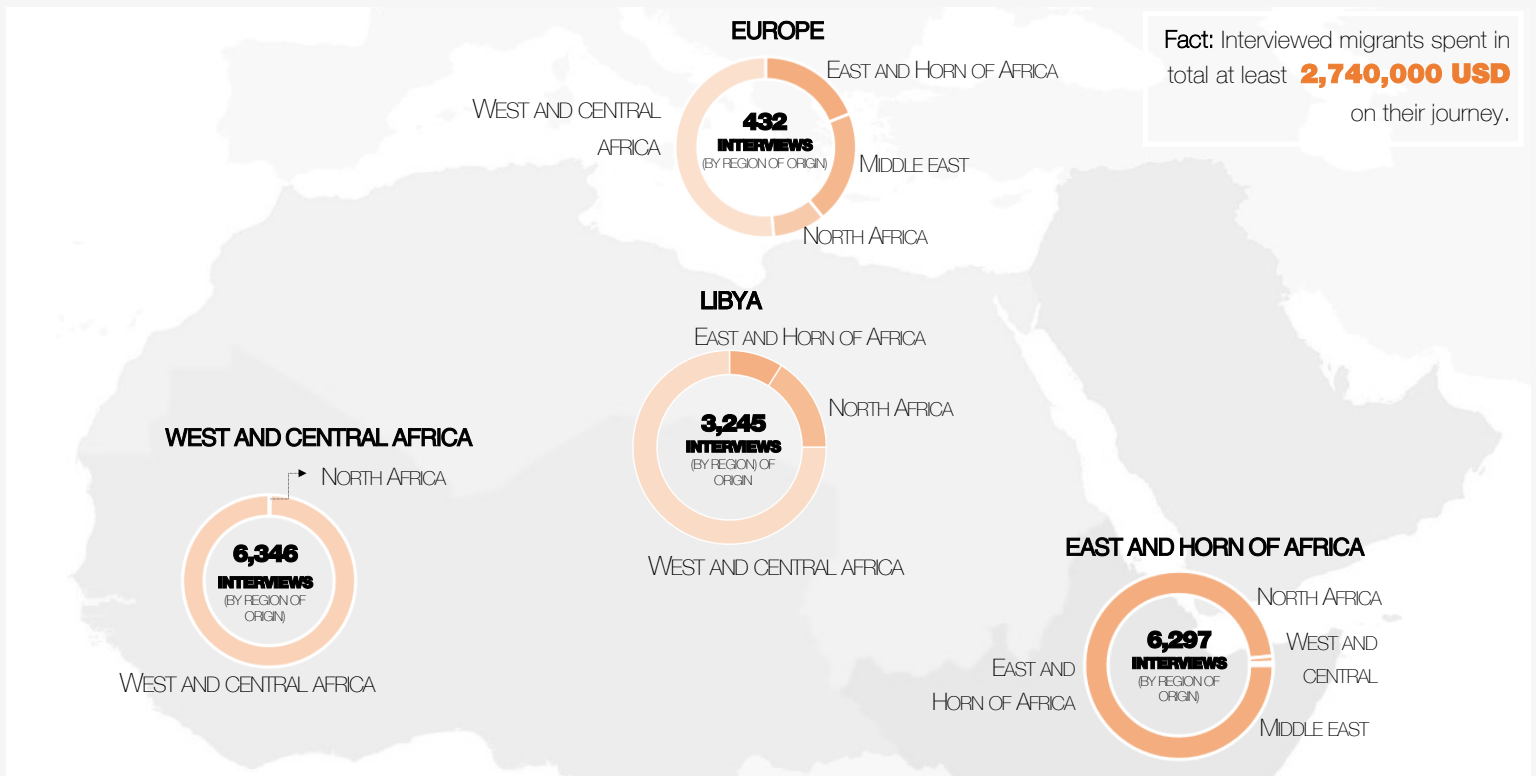 EUROPE
EAST AND HORN OF AFRICA
WEST AND CENTRAL
AFRICA
432
INTERVIEWS
(BY REGION OF ORIGIN)
MIDDLE EAST
NORTH AFRICA
Fact: Interviewed migrants spent in
total at least 2,740,000 USD
on their journey.
LIBYA
EAST AND HORN OF AFRICA
NORTH AFRICA
3,245
INTERVIEWS
(BY REGION) OF
ORIGIN
WEST AND CENTRAL AFRICA
WEST AND CENTRAL AFRICA
NORTH AFRICA
6,346
INTERVIEWS
(BY REGION OF
ORIGIN)
WEST AND CENTRAL AFRICA
EAST AND HORN OF AFRICA
NORTH AFRICA
WEST AND
CENTRAL
6,297
INTERVIEWS
(BY REGION OF
ORIGIN)
EAST AND
HORN OF AFRICA
MIDDLE EAST